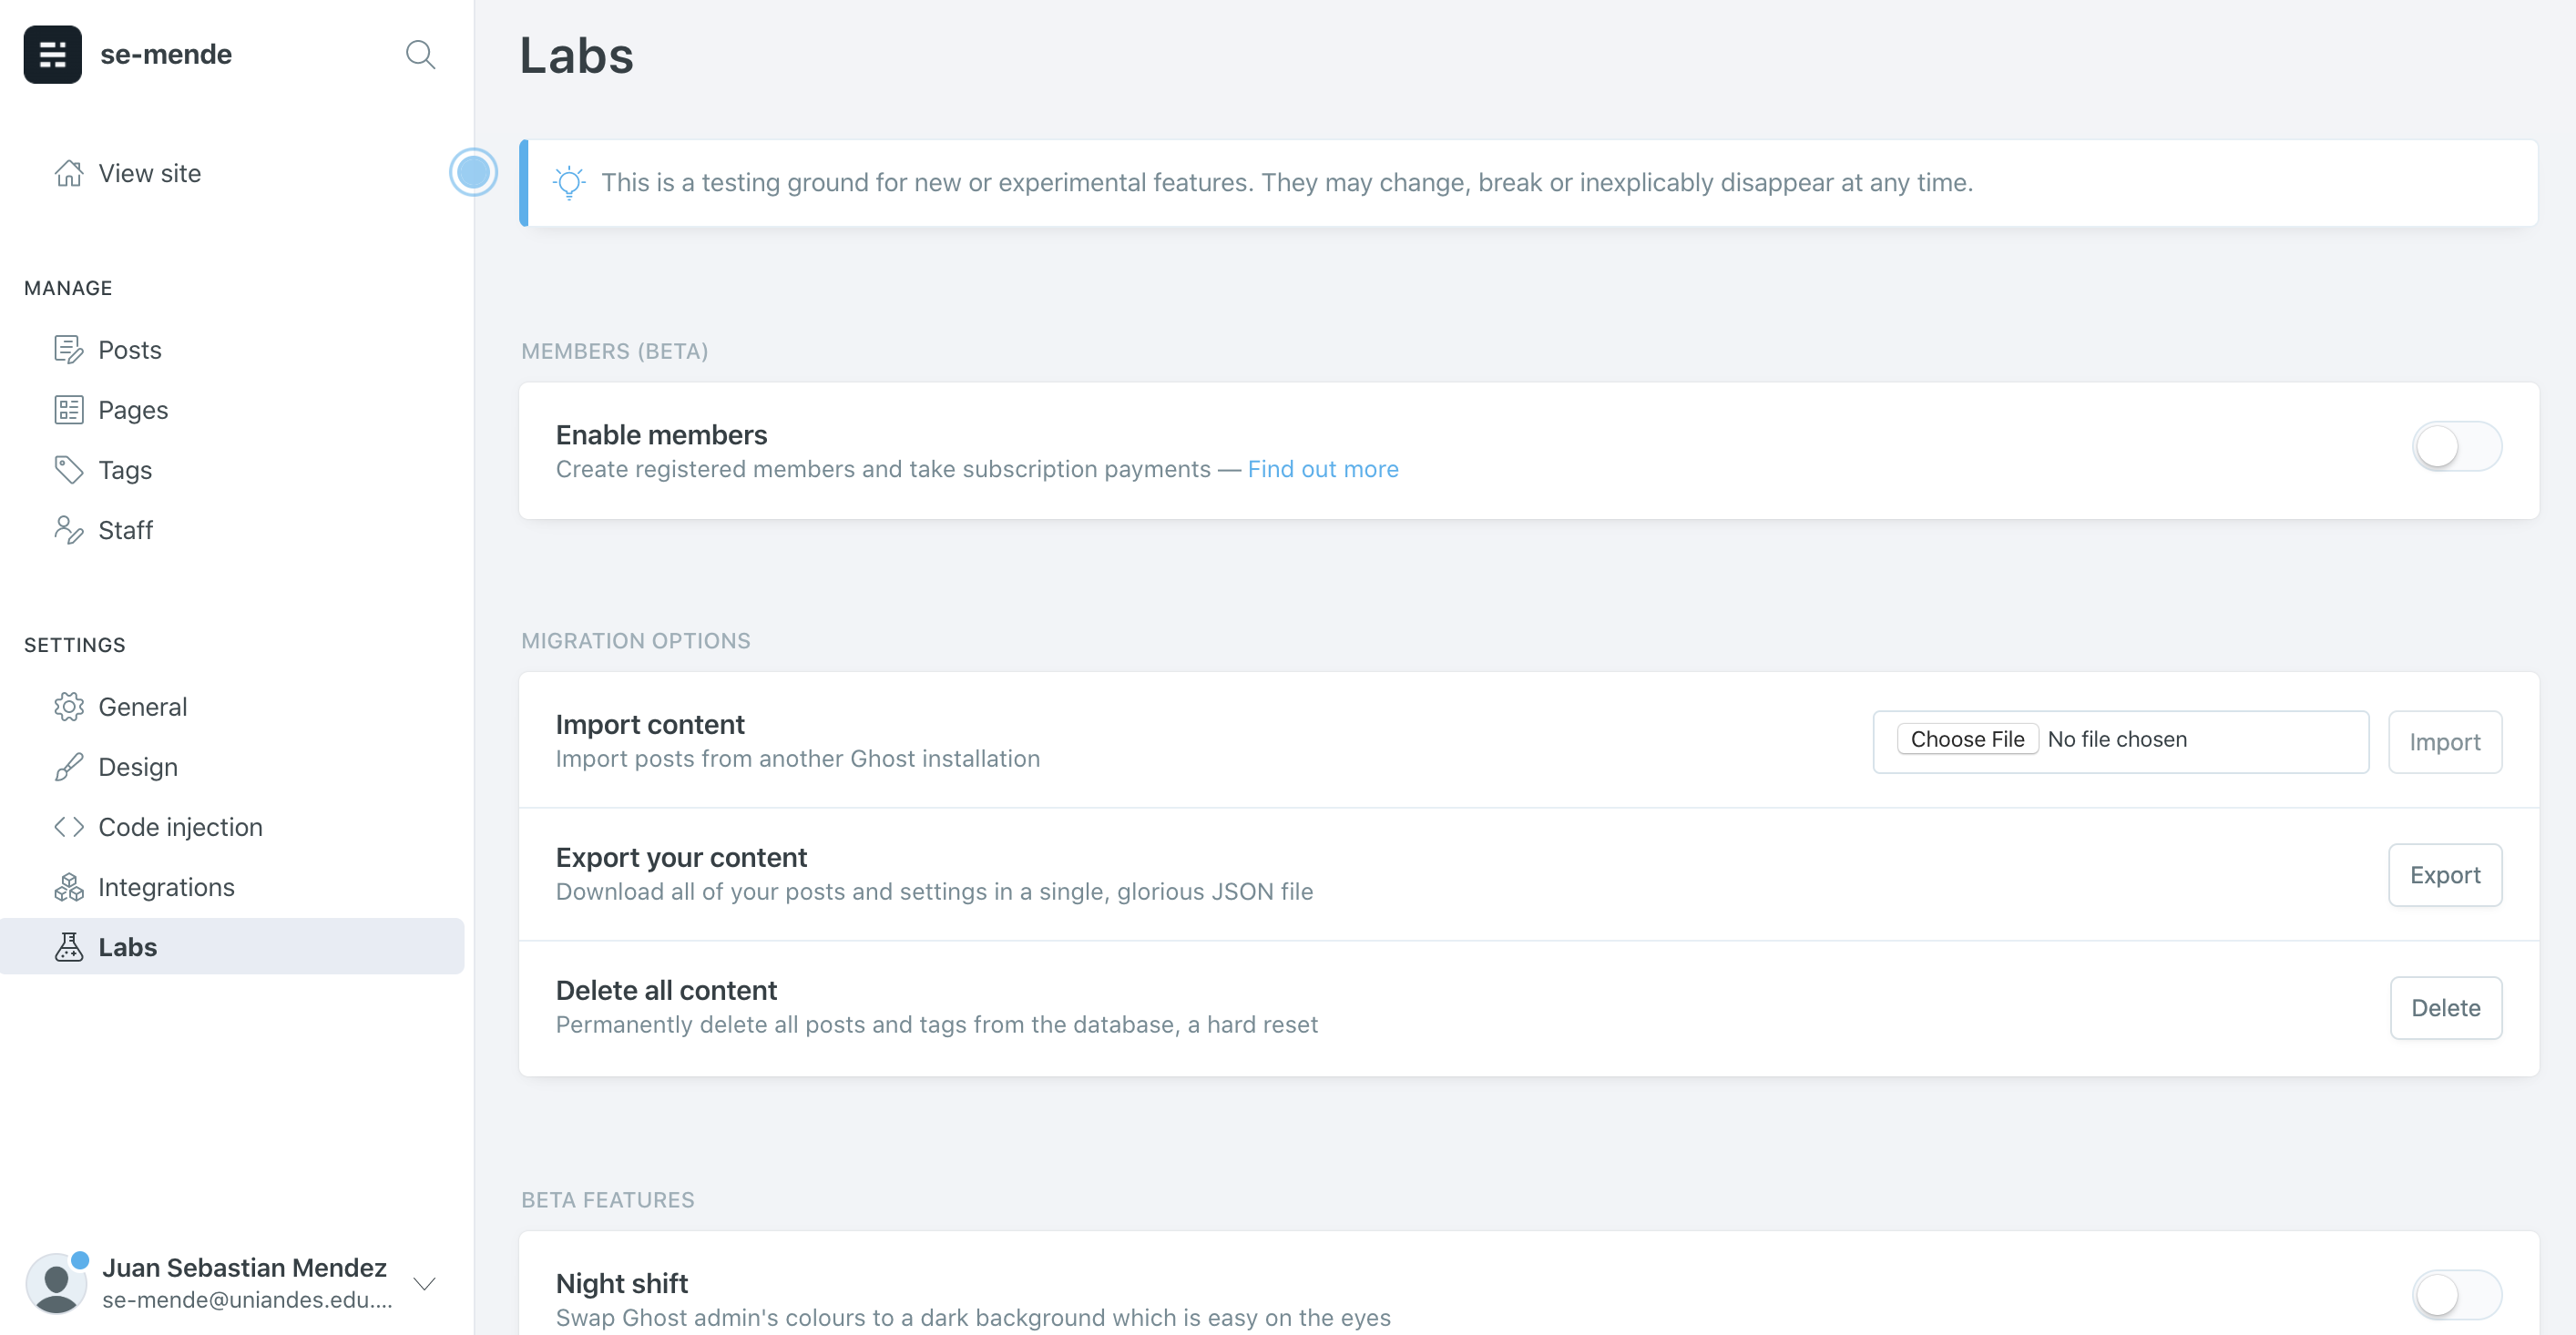 se-mende
View site
MANAGE
Posts
Pages
Tags
Staff
SETTINGS
General
Design
Code injection
Integrations
Labs
Juan Sebastian Mendez
se-mende@uniandes.edu....
Labs
This is a testing ground for new or experimental features. They may change, break or inexplicably disappear at any time.
MEMBERS (BETA)
Enable members
Create registered members and take subscription payments — Find out more
MIGRATION OPTIONS
Import content
Import posts from another Ghost installation
Choose File No file chosen
Import
Export your content
Download all of your posts and settings in a single, glorious JSON file
Export
Delete all content
Permanently delete all posts and tags from the database, a hard reset
Delete
BETA FEATURES
Night shift
Swap Ghost admin's colours to a dark background which is easy on the eyes